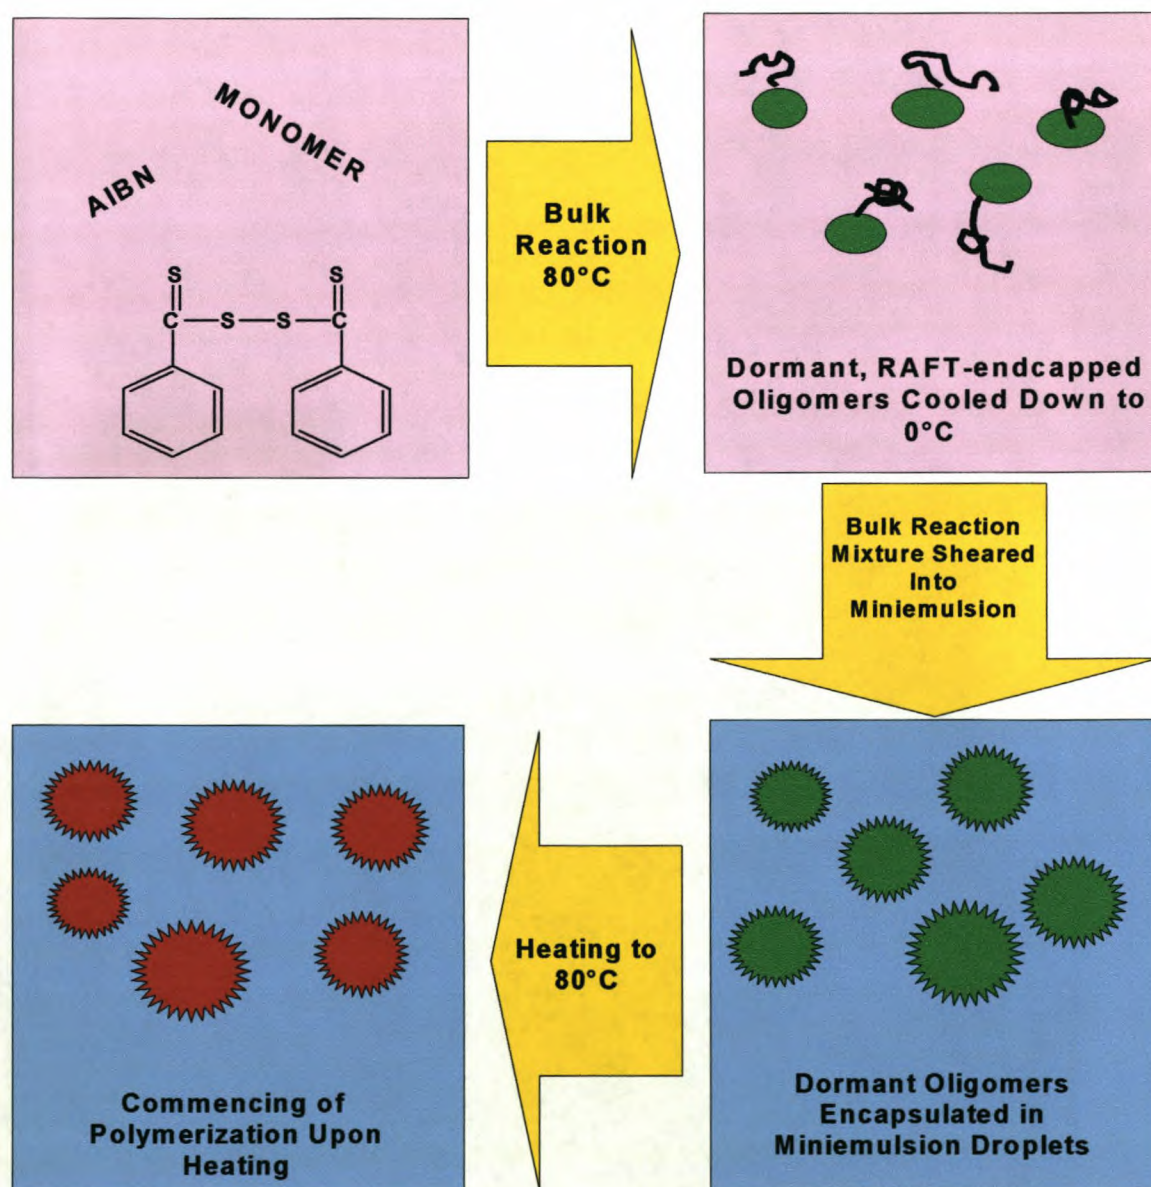 MONOMER
AIBN
S S
C S S C
Bulk
Reaction
80°C
Dormant, RAFT-endcapped
Oligomers Cooled Down to
0°C
Bulk Reaction
Mixture Sheared
Into
Miniemulsion
Dormant Oligomers
Encapsulated in
Miniemulsion Droplets
Heating to
80°C
Commencing of
Polymerization Upon
Heating